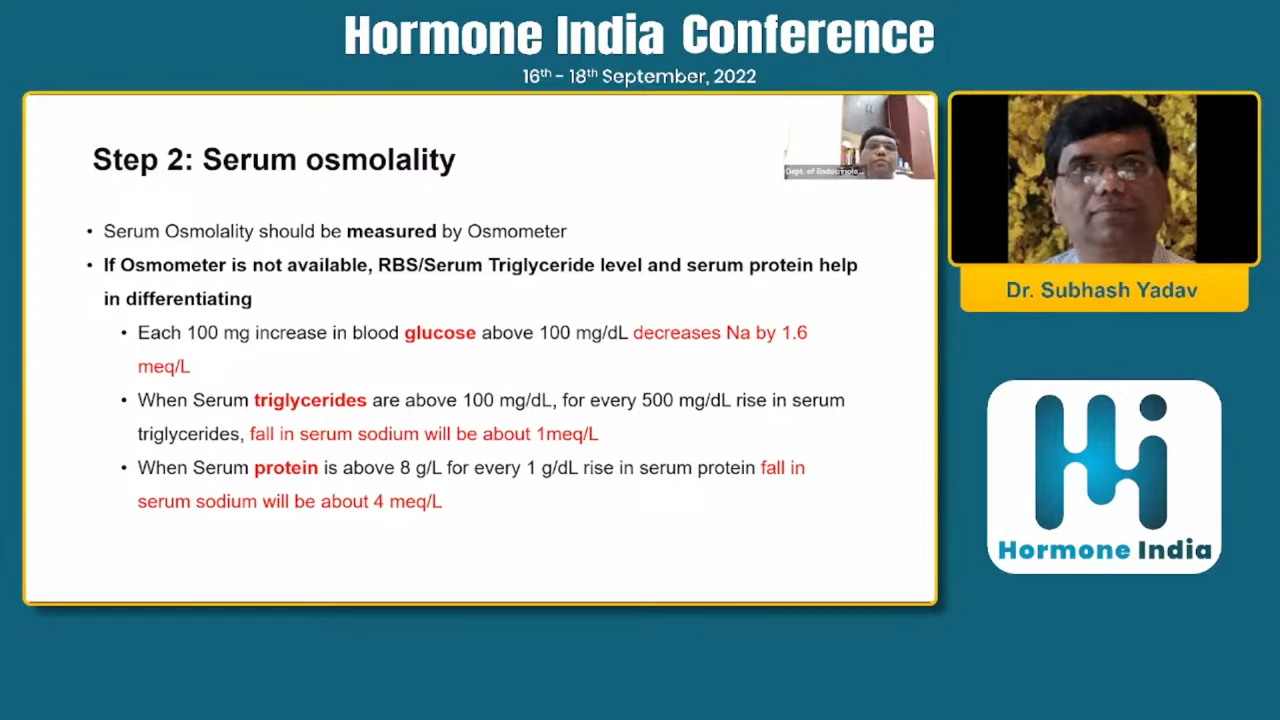 Hormone India Conference
16th - 18th September, 2022
Step 2: Serum osmolality
Dept. of Endocrinolo...
• Serum Osmolality should be measured by Osmometer
• If Osmometer is not available, RBS/Serum Triglyceride level and serum protein help
in differentiating
• Each 100 mg increase in blood glucose above 100 mg/dL decreases Na by 1.6
meq/L
• When Serum triglycerides are above 100 mg/dL, for every 500 mg/dL rise in serum
triglycerides, fall in serum sodium will be about 1meq/L
• When Serum protein is above 8 g/L for every 1 g/dL rise in serum protein fall in
serum sodium will be about 4 meq/L
Dr. Subhash Yadav
Hi
Hormone India